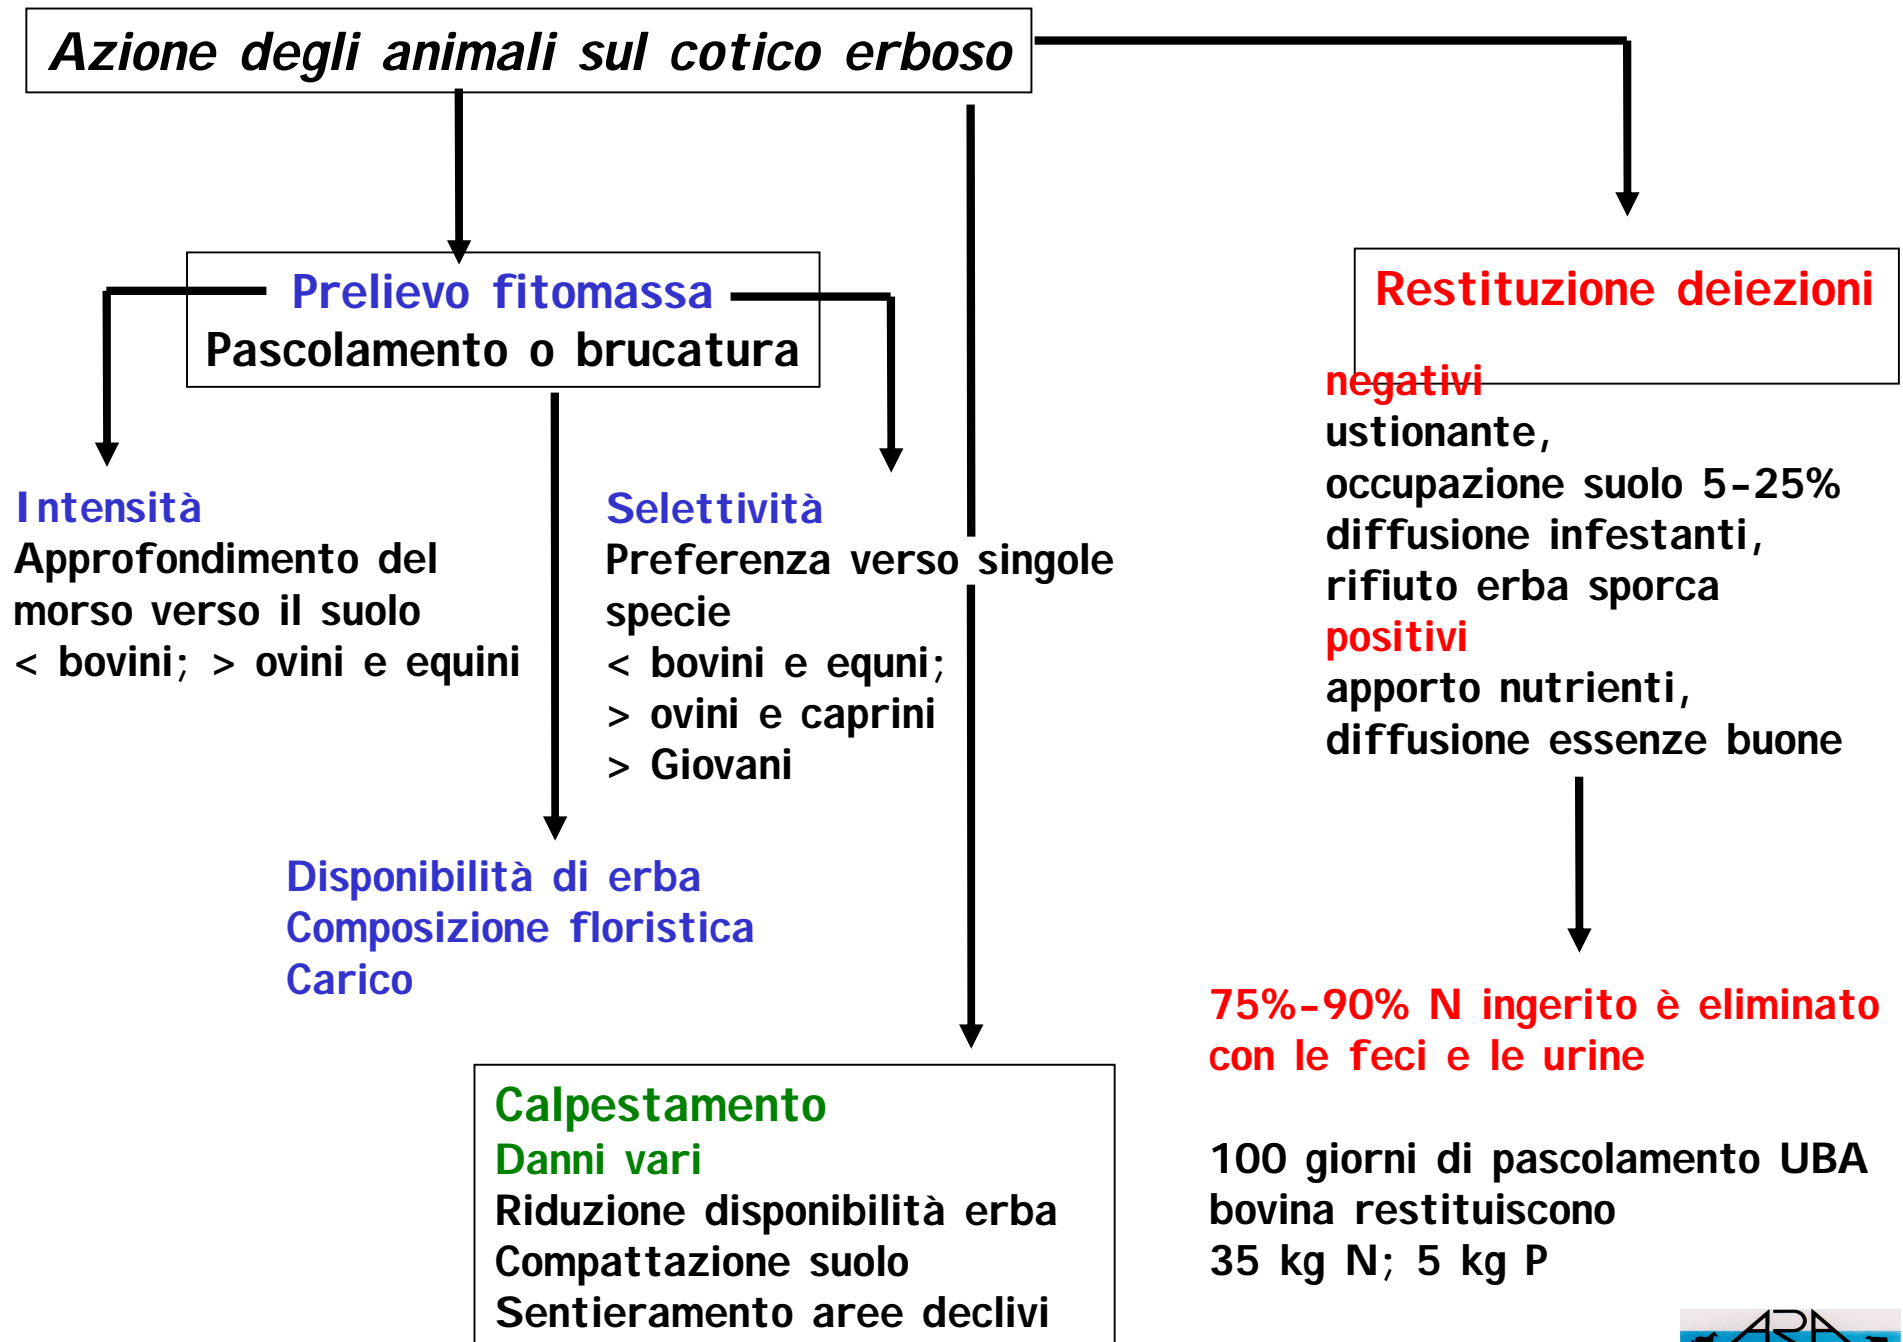 Azione degli animali sul cotico erboso
Prelievo fitomassa
Pascolamento o brucatura
Intensità
Approfondimento del
morso verso il suolo
< bovini; > ovini e equini
Selettività
Preferenza verso singole
specie
< bovini e equni;
> ovini e caprini
> Giovani
Disponibilità di erba
Composizione floristica
Carico
Calpestamento
Danni vari
Riduzione disponibilità erba
Compattazione suolo
Sentieramento aree declivi
Restituzione deiezioni
negativi
ustionante,
occupazione suolo 5-25%
diffusione infestanti,
rifiuto erba sporca
positivi
apporto nutrienti,
diffusione essenze buone
75%-90% N ingerito è eliminato
con le feci e le urine
100 giorni di pascolamento UBA
bovina restituiscono
35 kg N; 5 kg P
ARA